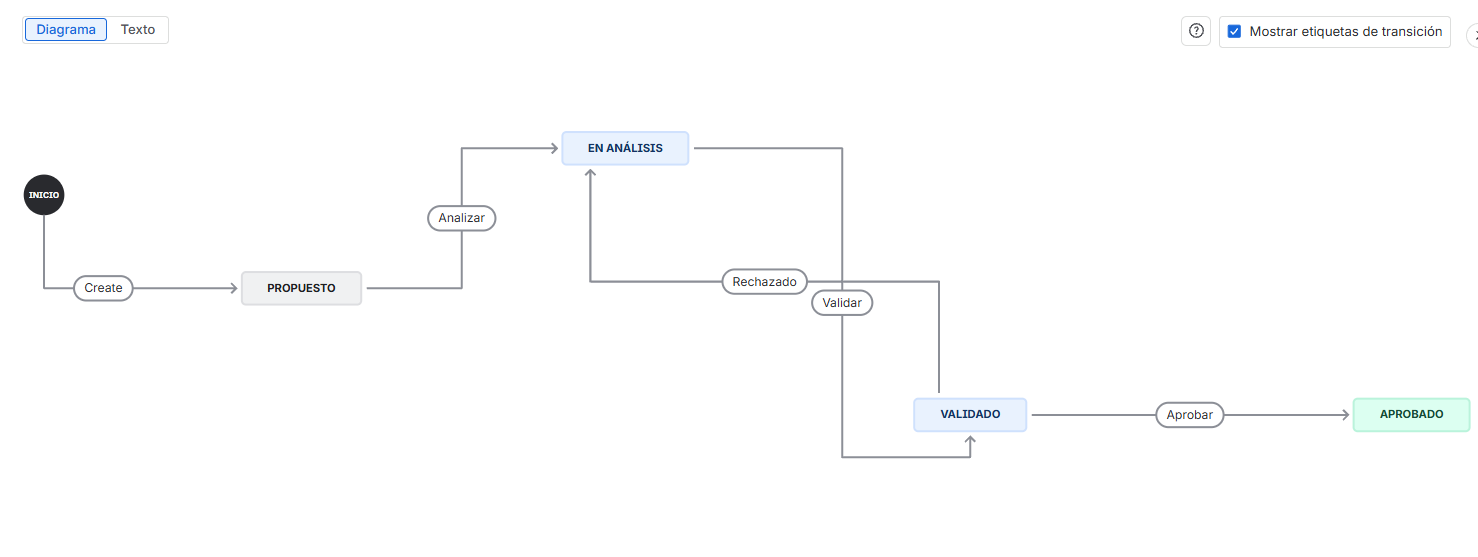 Diagrama Texto
Mostrar etiquetas de transición
EN ANÁLISIS
INICIO
Analizar
Create
PROPUESTO
Rechazado
Validar
VALIDADO
Aprobar
APROBADO